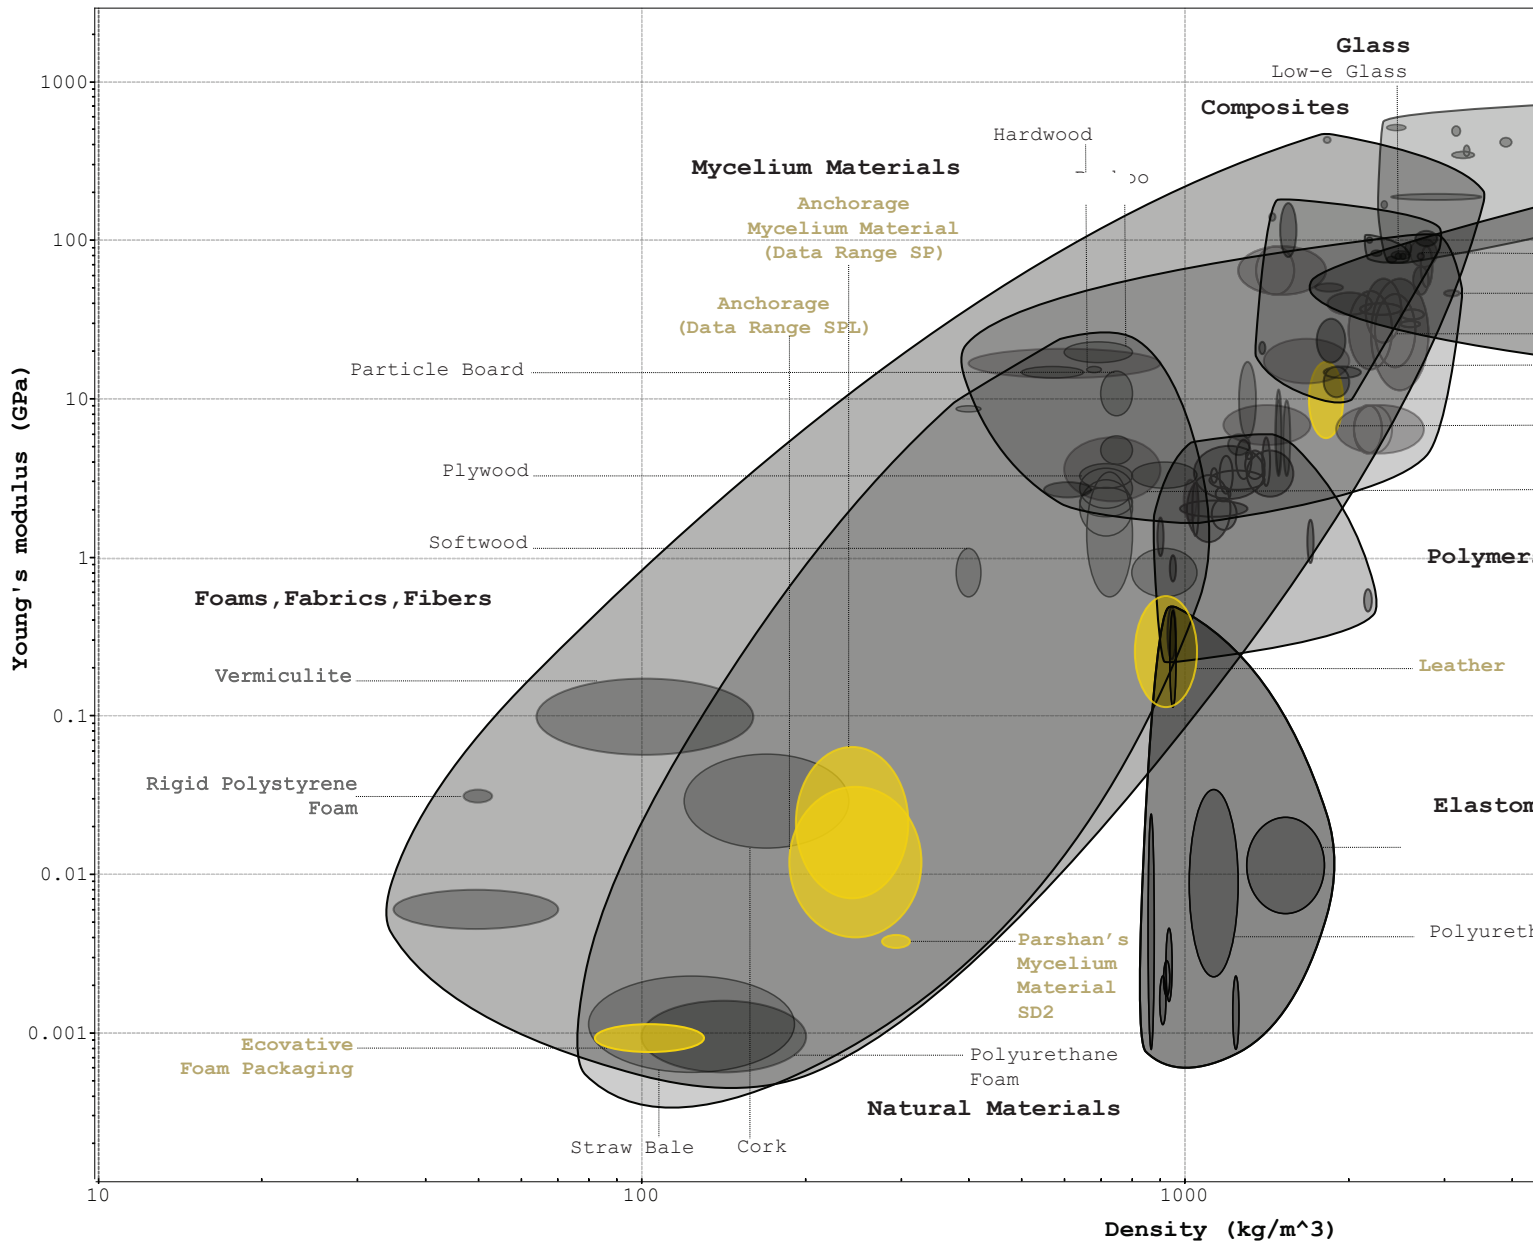 Glass
Low-e Glass
1000
Composites
Hardwood
Mycelium Materials
Anchorage
Mycelium Material
(Data Range SP)
100
Anchorage
(Data Range SPL)
Particle Board
10
Plywood
Softwood
1
Polymers
Foams,Fabrics,Fibers
Young's modulus (GPa)
Leather
Vermiculite
0.1
Rigid Polystyrene
Foam
Elastom
0.01
Polyureth
Parshan’s
Mycelium
Material
SD2
0.001
Ecovative
Foam Packaging
Polyurethane
Foam
Natural Materials
Straw Bale
Cork
10
100
1000
Density (kg/m^3)